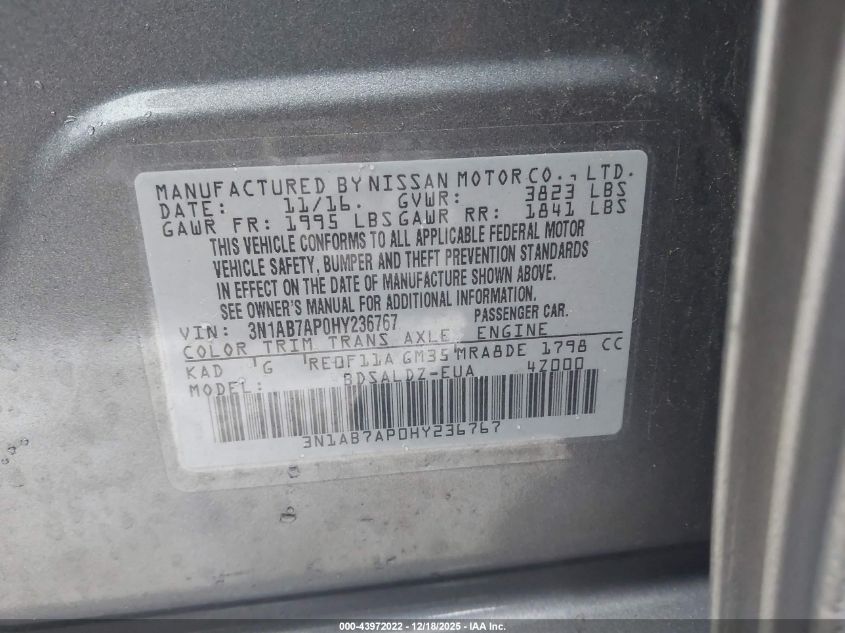 MANUFACTURED BY NISSAN MOTOR CO., LTD.
DATE: 11/16. GVWR: 3823 LBS
GAWR FR: 1995 LBS GAWR RR: 1841 LBS
THIS VEHICLE CONFORMS TO ALL APPLICABLE FEDERAL MOTOR
VEHICLE SAFETY, BUMPER AND THEFT PREVENTION STANDARDS
IN EFFECT ON THE DATE OF MANUFACTURE SHOWN ABOVE.
SEE OWNER'S MANUAL FOR ADDITIONAL INFORMATION.
VIN: 3N1AB7AP0HY236767 PASSENGER CAR.
COLOR TRIM TRANS AXLE ENGINE
KAD G RE0F11A GM35 MRA8DE 1798 CC
MODEL: BDSALDZ-EUA 4Z000
3N1AB7AP0HY236767
000-43972022 - 12/18/2025 - IAA Inc.